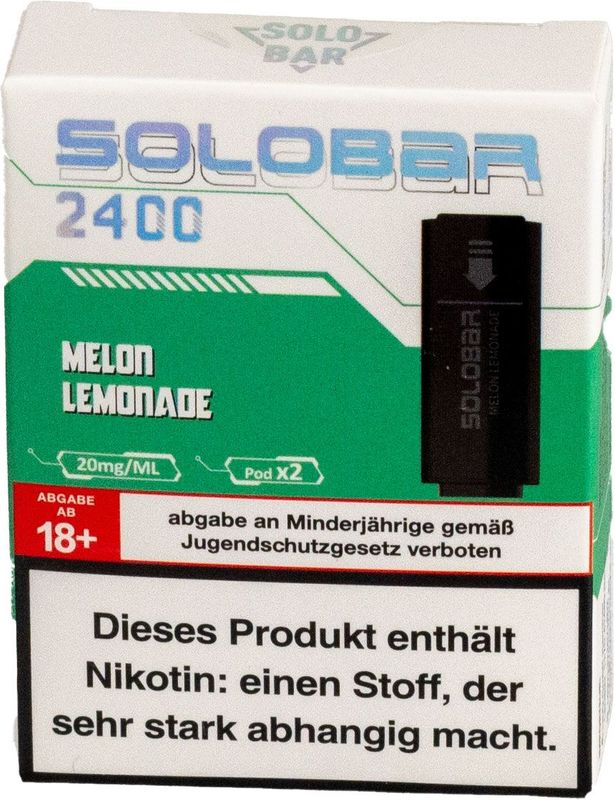 SOLO
BAR
SOLOBAR
2400
MELON
LEMONADE
20mg/ML
Pod x2
SOLOBAR
MELON LEMONADE
ABGABE
AB
18+
abgabe an Minderjährige gemäß
Jugendschutzgesetz verboten
Dieses Produkt enthält
Nikotin: einen Stoff, der
sehr stark abhangig macht.